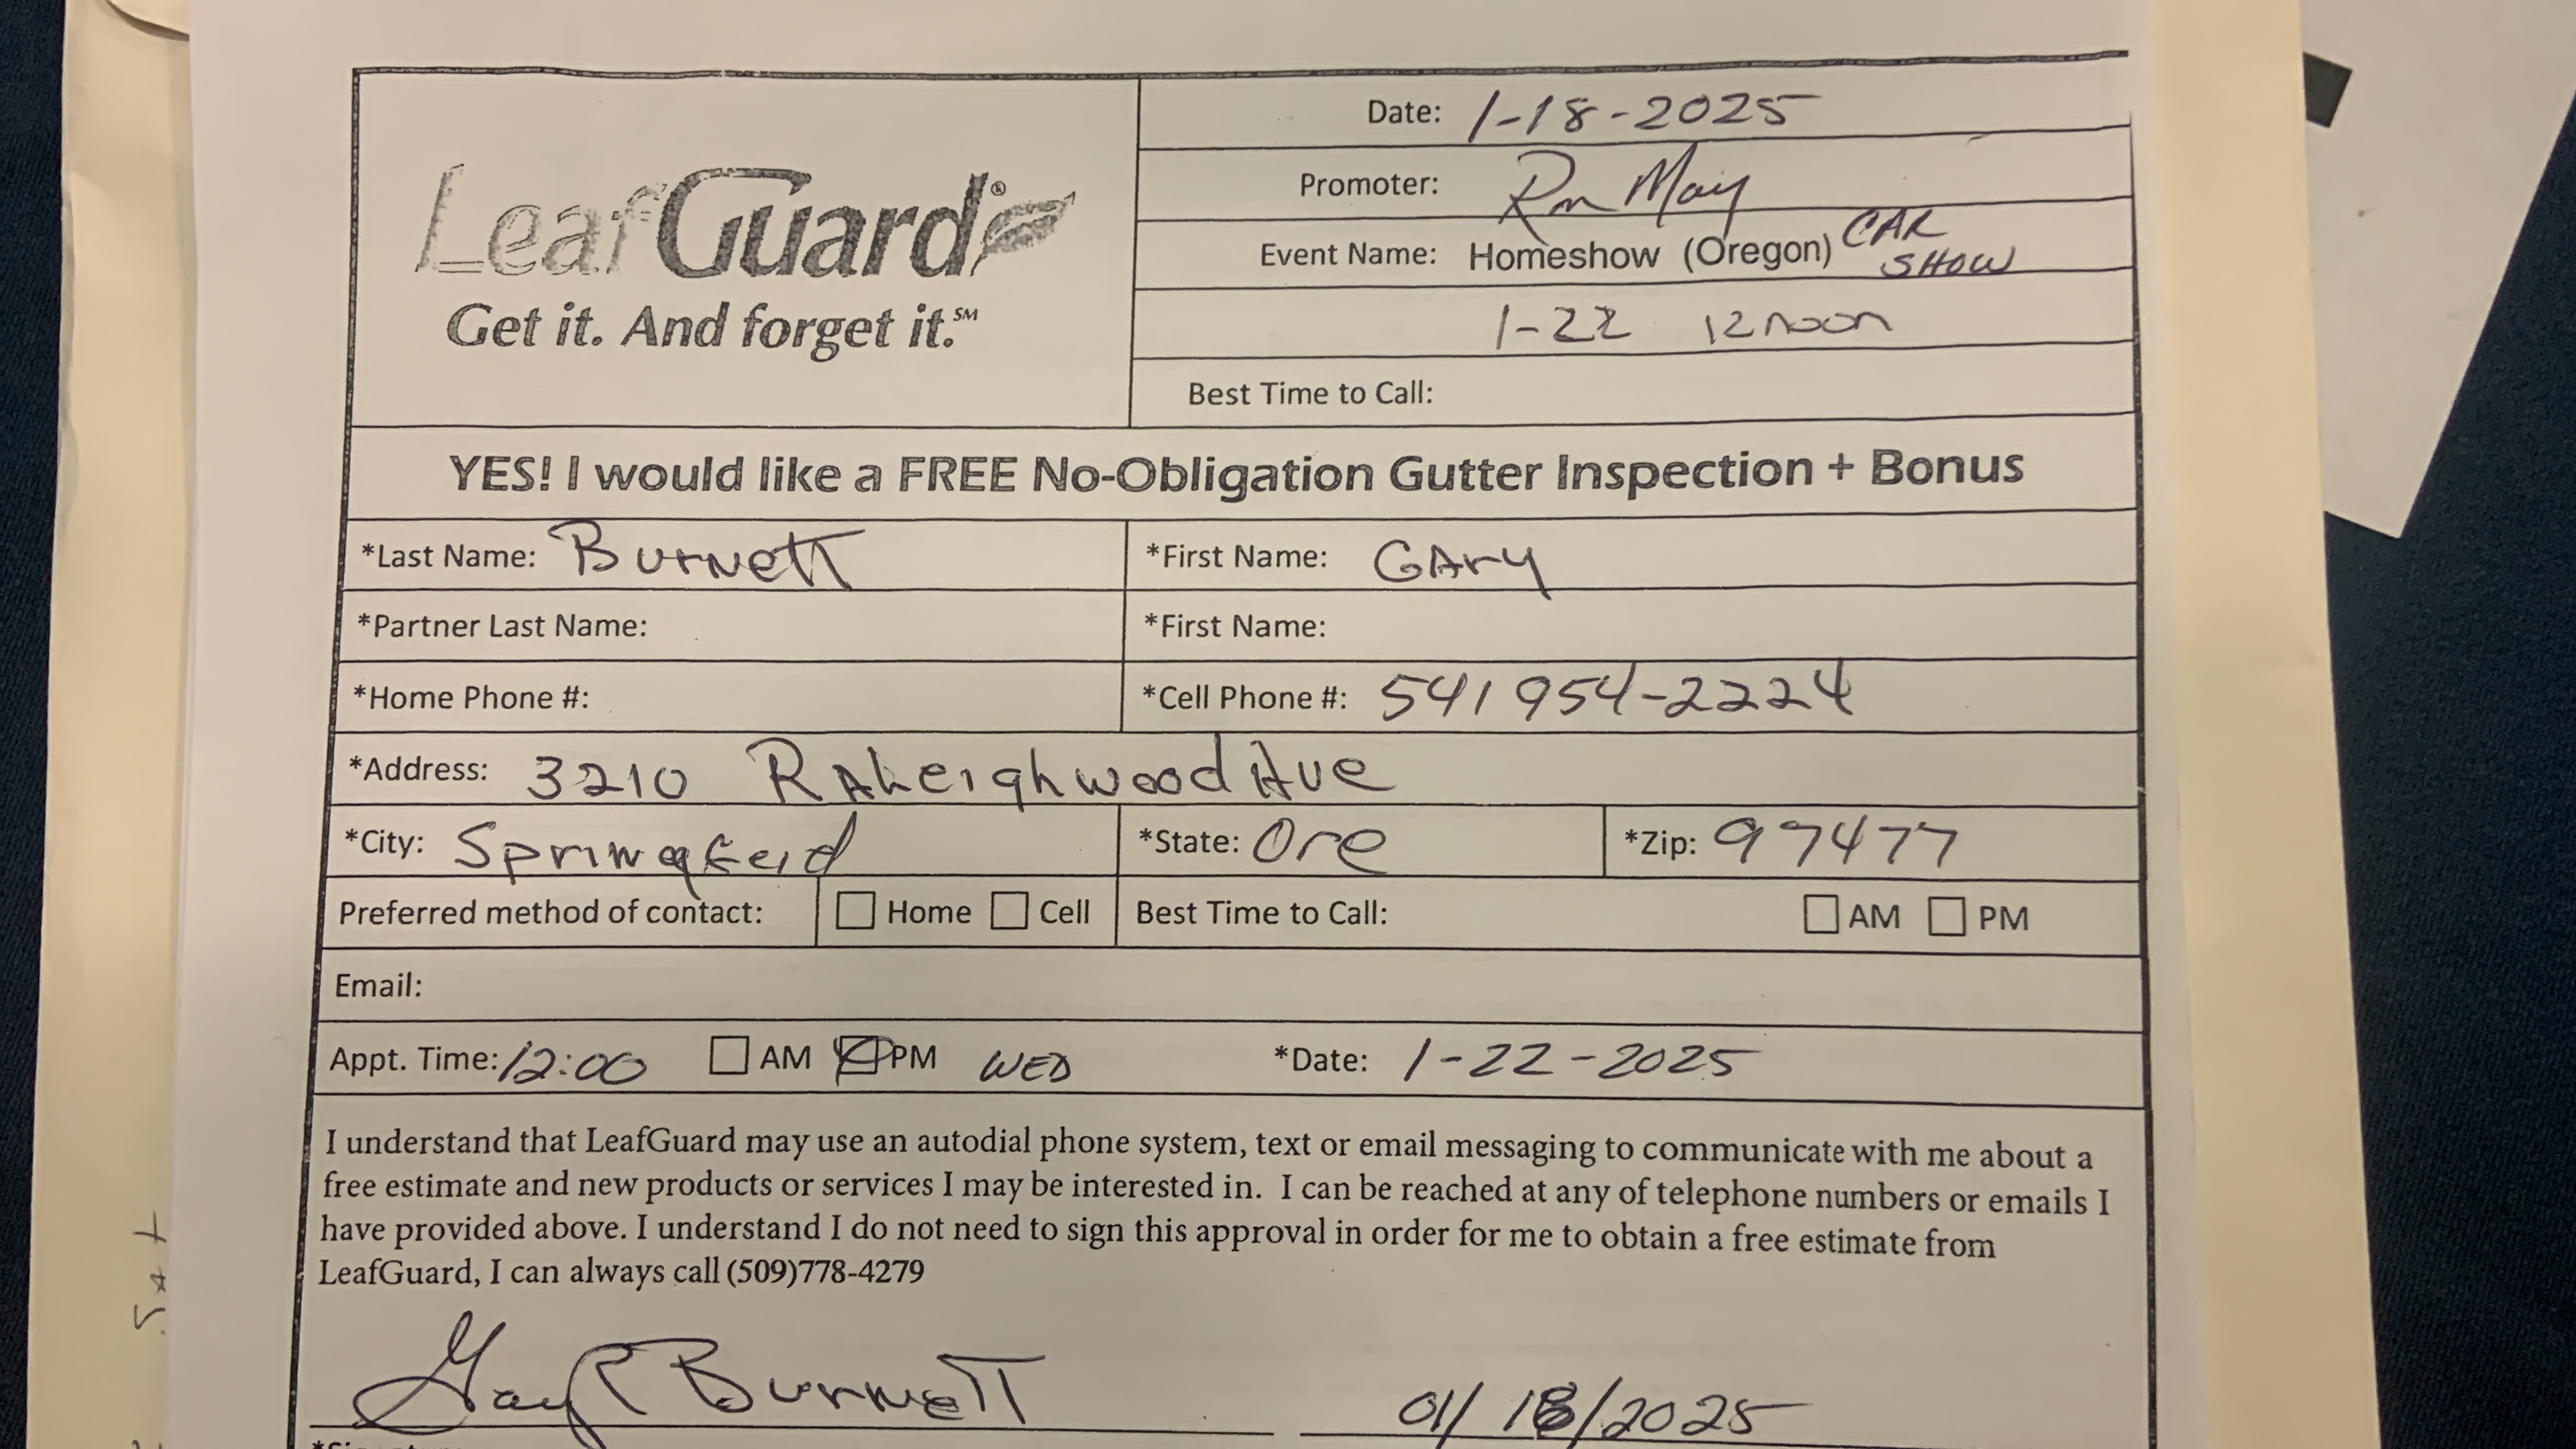 LeafGuard®
Get it. And forget it.℠
Date: 1-18-2025
Promoter:
Event Name: Homeshow (Oregon) CAR SHOW
1-22 12 noon
Best Time to Call:
YES! I would like a FREE No-Obligation Gutter Inspection + Bonus
*Last Name: Burnett *First Name: GAry
*Partner Last Name: *First Name:
*Home Phone #: *Cell Phone #: 541 954-2224
*Address: 3210 Raleighwood Ave
*City: Springfield *State: Ore *Zip: 97477
Preferred method of contact: Home Cell Best Time to Call: AM PM
Email:
Appt. Time: 12:00 AM PM WED *Date: 1-22-2025
I understand that LeafGuard may use an autodial phone system, text or email messaging to communicate with me about a
free estimate and new products or services I may be interested in. I can be reached at any of telephone numbers or emails I
have provided above. I understand I do not need to sign this approval in order for me to obtain a free estimate from
LeafGuard, I can always call (509)778-4279
Gary Burnett 01/18/2025